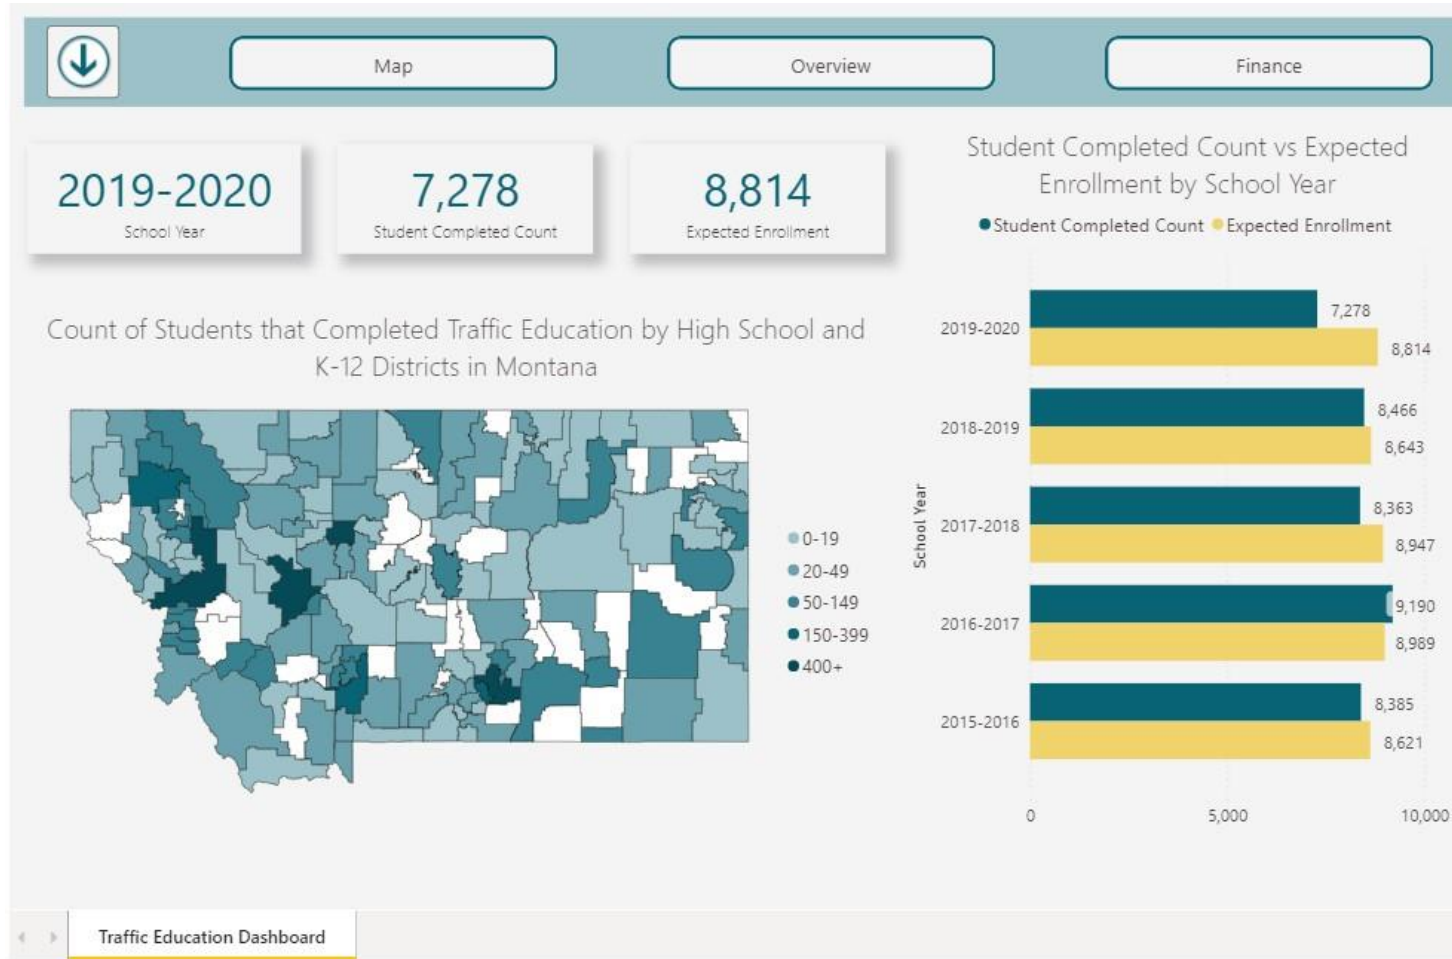 Map
Overview
Finance
2019-2020
School Year
7,278
Student Completed Count
8,814
Expected Enrollment
Count of Students that Completed Traffic Education by High School and
K-12 Districts in Montana
0-19
20-49
50-149
150-399
400+
Student Completed Count vs Expected
Enrollment by School Year
Student Completed Count Expected Enrollment
School Year
2019-2020
7,278
8,814
2018-2019
8,466
8,643
2017-2018
8,363
8,947
2016-2017
9,190
8,989
2015-2016
8,385
8,621
0 5,000 10,000
Traffic Education Dashboard